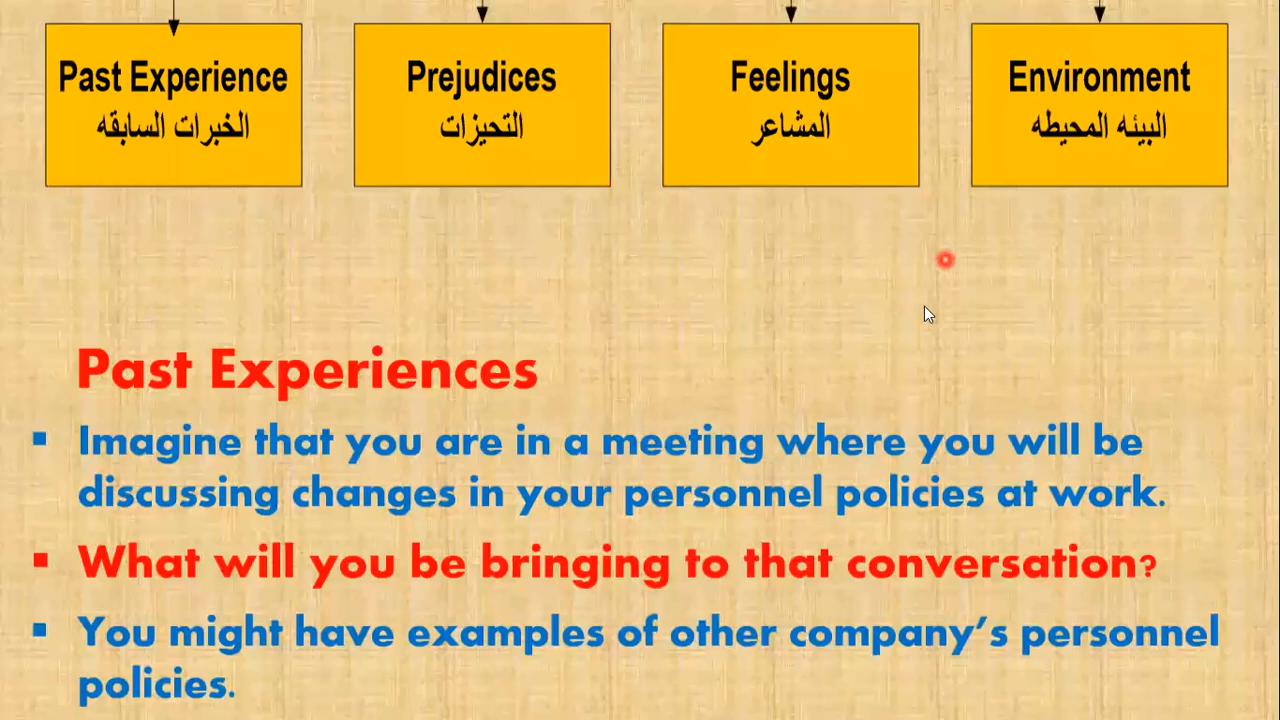 Past Experience
الخبرات السابقه
Prejudices
التحيزات
Feelings
المشاعر
Environment
البيئه المحيطه
Past Experiences
▪ Imagine that you are in a meeting where you will be
discussing changes in your personnel policies at work.
▪ What will you be bringing to that conversation?
▪ You might have examples of other company’s personnel
policies.